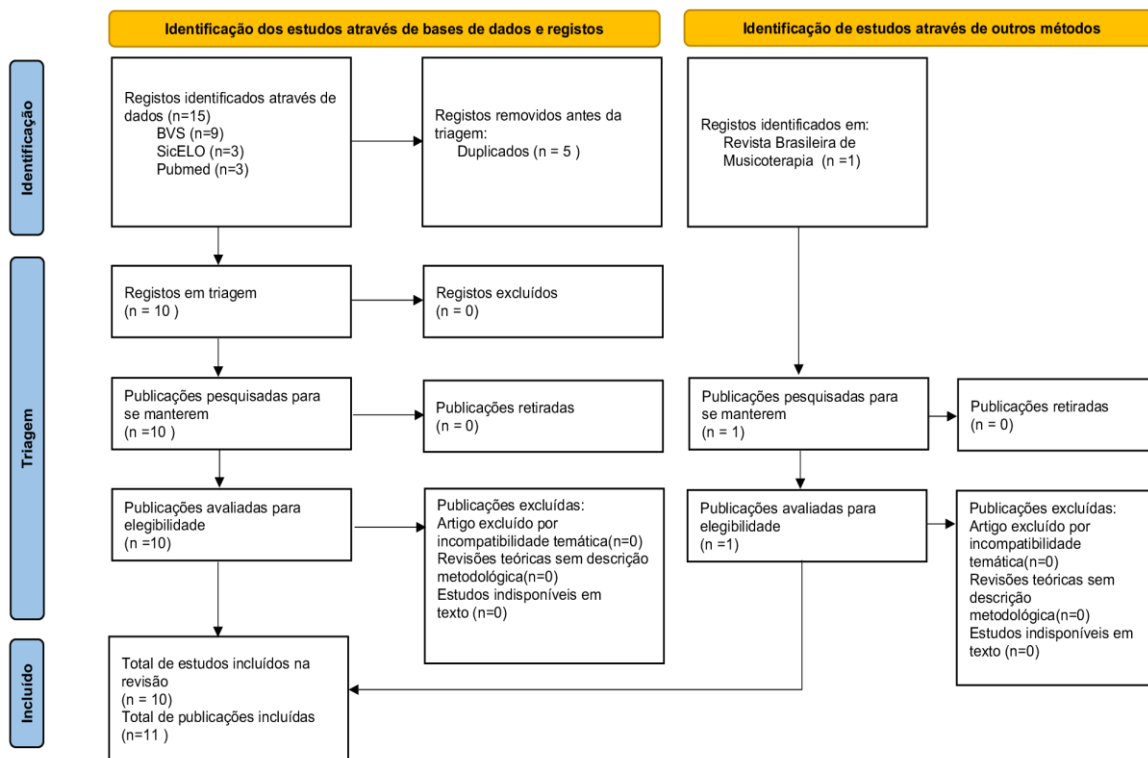 Identificação dos estudos através de bases de dados e registos
Identificação de estudos através de outros métodos
Identificação
Registos identificados através de
dados (n=15)
BVS (n=9)
SicELO (n=3)
Pubmed (n=3)
Registos removidos antes da
triagem:
Duplicados (n = 5 )
Registos identificados em:
Revista Brasileira de
Musicoterapia (n =1)
Triagem
Registos em triagem
(n = 10 )
Registos excluídos
(n = 0)
Publicações pesquisadas para
se manterem
(n =10 )
Publicações retiradas
(n = 0)
Publicações pesquisadas para
se manterem
(n = 1)
Publicações retiradas
(n = 0)
Publicações avaliadas para
elegibilidade
(n =10)
Publicações excluídas:
Artigo excluído por
incompatibilidade temática(n=0)
Revisões teóricas sem descrição
metodológica(n=0)
Estudos indisponíveis em
texto (n=0)
Publicações avaliadas para
elegibilidade
(n =1)
Publicações excluídas:
Artigo excluído por
incompatibilidade
temática(n=0)
Revisões teóricas sem
descrição
metodológica(n=0)
Estudos indisponíveis em
texto (n=0)
Incluído
Total de estudos incluídos na
revisão
(n = 10)
Total de publicações incluídas
(n=11 )